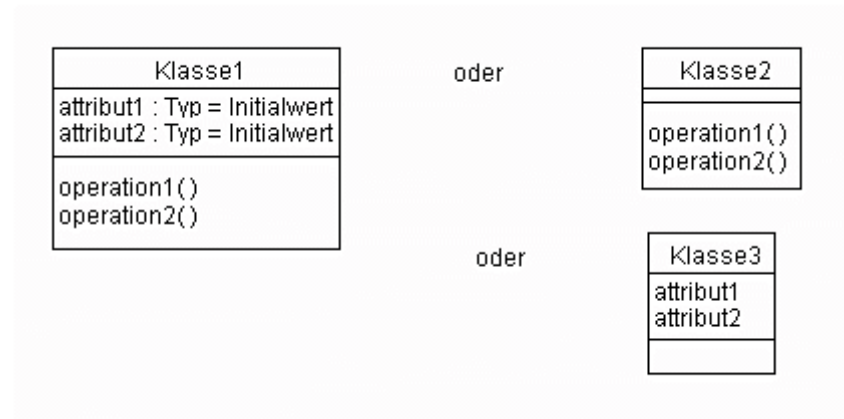 Klasse1
attribut1 : Typ = Initialwert
attribut2 : Typ = Initialwert
operation1()
operation2()
oder
Klasse2
operation1()
operation2()
oder
Klasse3
attribut1
attribut2